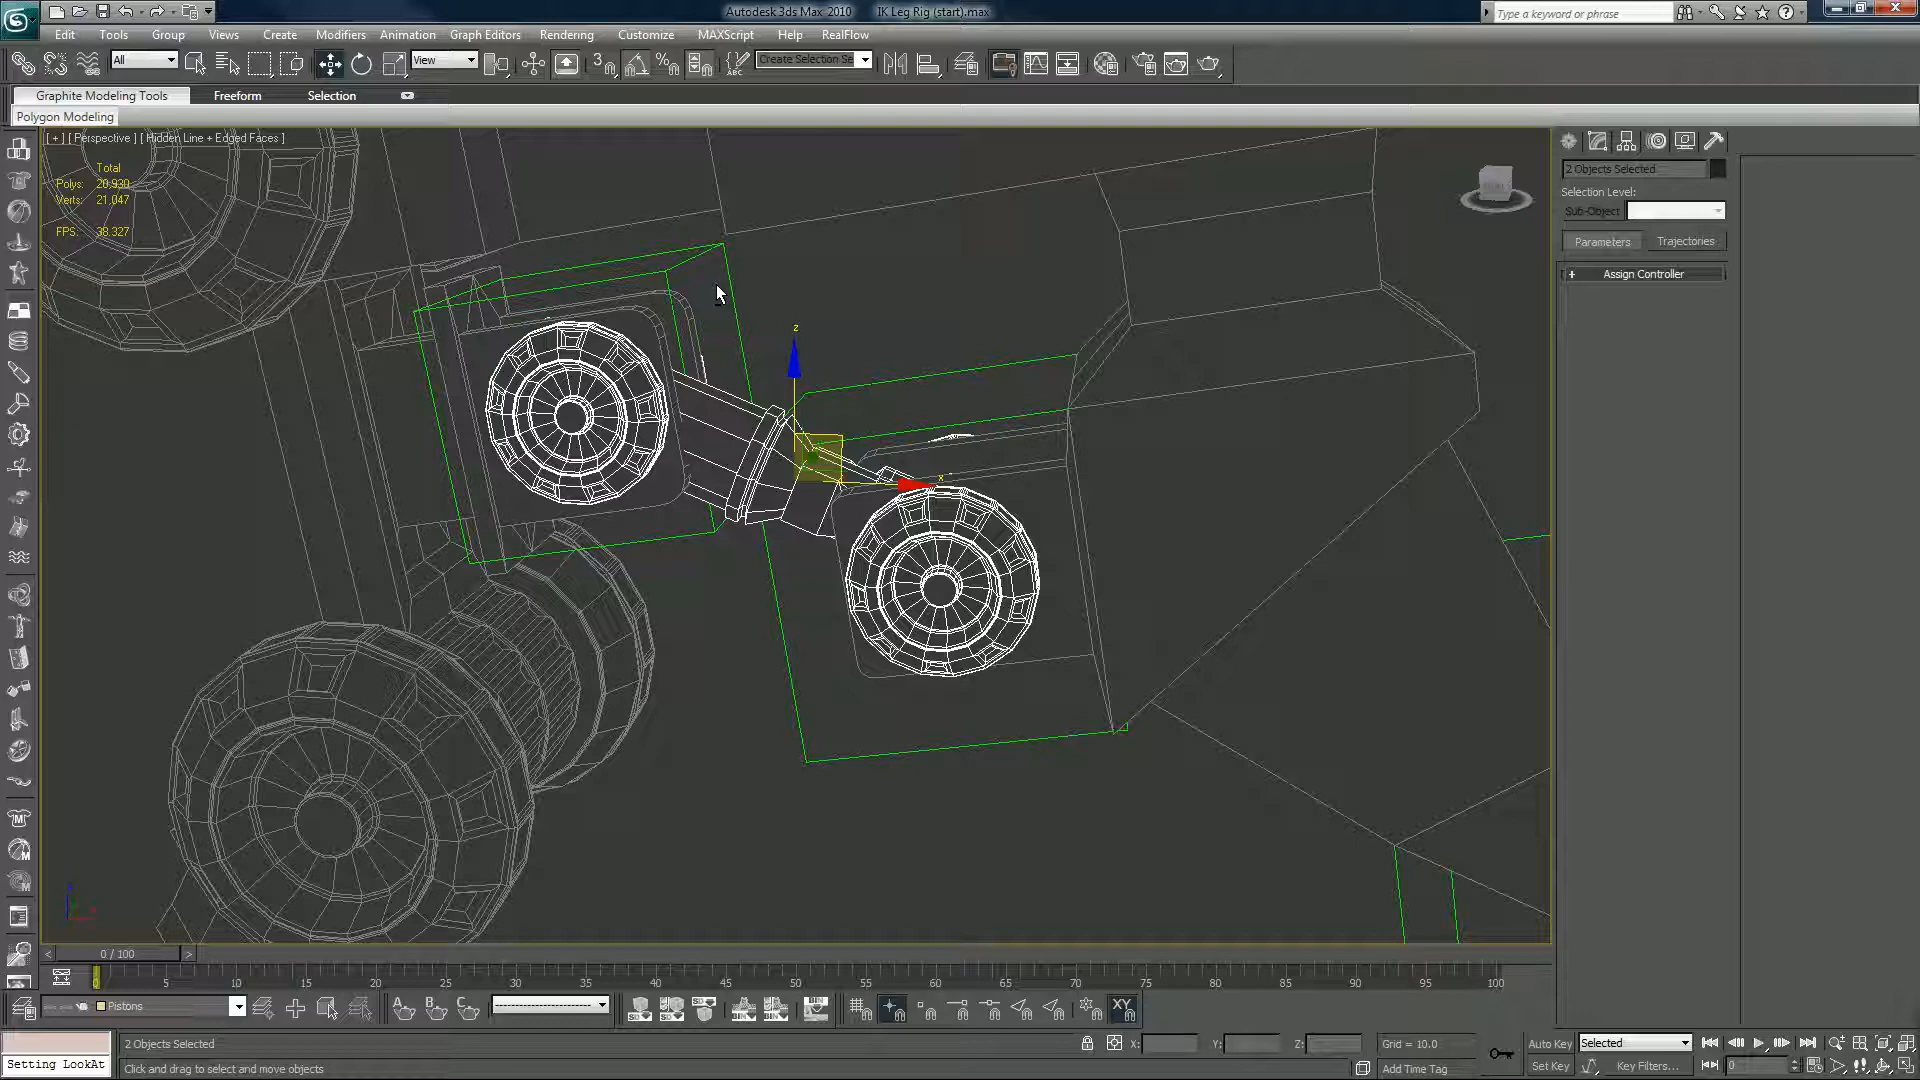 Autodesk 3ds Max 2010 IK Leg Rig (start).max
Type a keyword or phrase
Edit Tools Group Views Create Modifiers Animation Graph Editors Rendering Customize MAXScript Help RealFlow
All View 3 Create Selection Se
Graphite Modeling Tools Freeform Selection
Polygon Modeling
[ + ] [ Perspective ] [ Hidden Line + Edged Faces ]
Total
Polys: 20,930
Verts: 21,047
FPS: 38.327
z
x
2 Objects Selected
Selection Level:
Sub-Object
Parameters Trajectories
+ Assign Controller
< 0 / 100 >
0 5 10 15 20 25 30 35 40 45 50 55 60 65 70 75 80 85 90 95 100
Pistons A B C XY
2 Objects Selected X: Y: Z: Grid = 10.0 Auto Key Selected
Setting LookAt Click and drag to select and move objects Add Time Tag Set Key Key Filters... 0